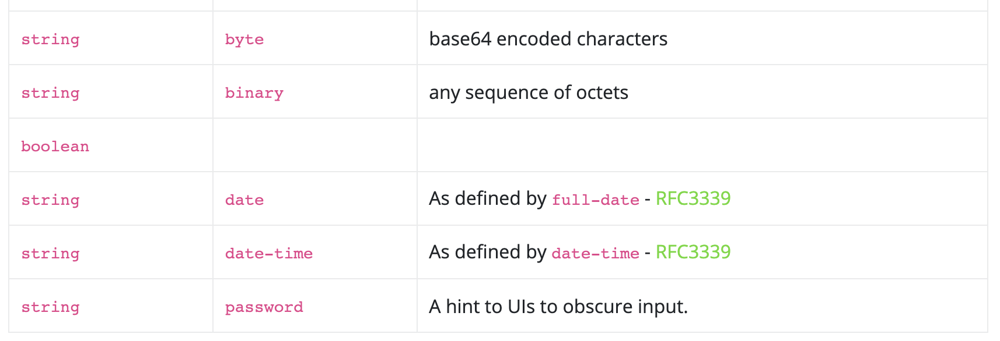 string byte base64 encoded characters
string binary any sequence of octets
boolean
string date As defined by full-date - RFC3339
string date-time As defined by date-time - RFC3339
string password A hint to UIs to obscure input.